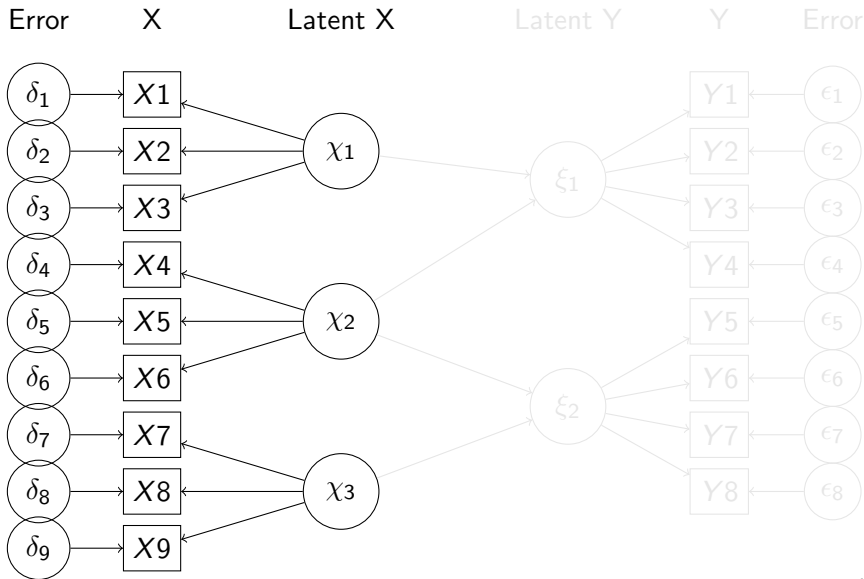 Error X Latent X Latent Y Y Error
δ1 X1 Y1 ϵ1
δ2 X2 χ1 Y2 ϵ2
ξ1
δ3 X3 Y3 ϵ3
δ4 X4 Y4 ϵ4
δ5 X5 χ2 Y5 ϵ5
δ6 X6 Y6 ϵ6
ξ2
δ7 X7 Y7 ϵ7
δ8 X8 χ3 Y8 ϵ8
δ9 X9